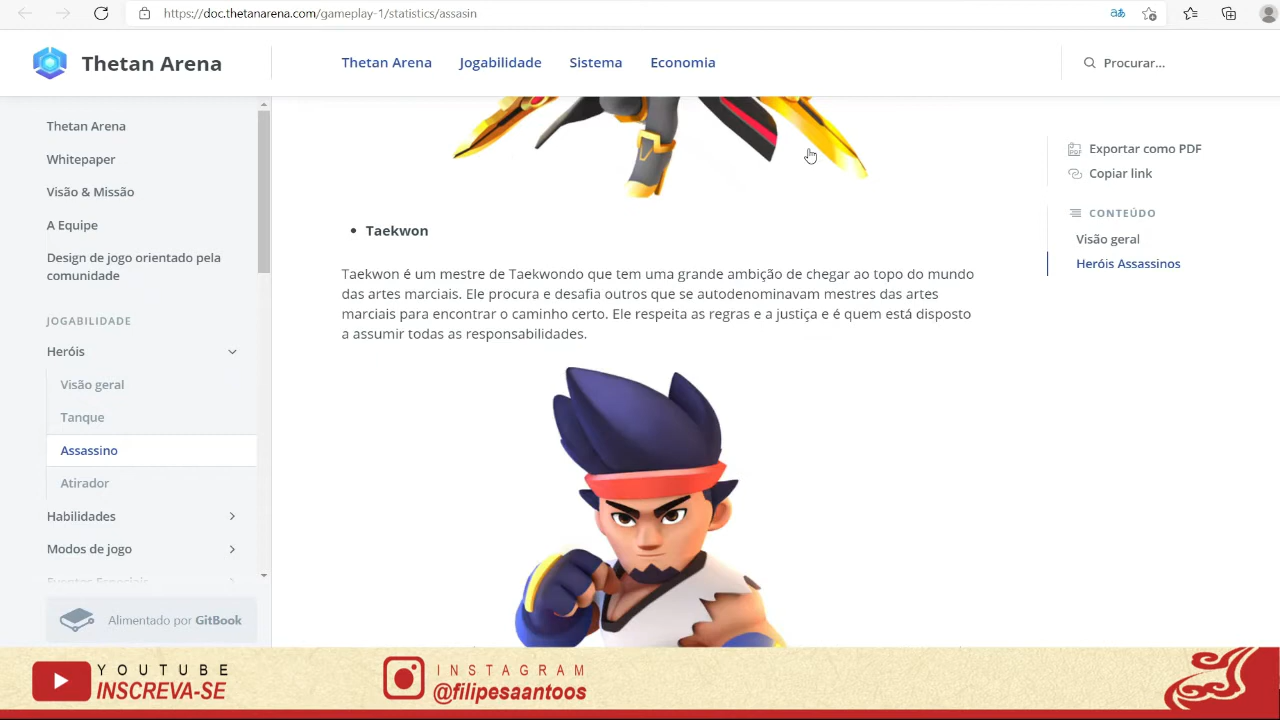 https://doc.thetanarena.com/gameplay-1/statistics/assasin
Thetan Arena
Thetan Arena
Jogabilidade
Sistema
Economia
Procurar...
Thetan Arena
Whitepaper
Visão & Missão
A Equipe
Design de jogo orientado pela
comunidade
JOGABILIDADE
Heróis
Visão geral
Tanque
Assassino
Atirador
Habilidades
Modos de jogo
Eventos Especiais
Alimentado por GitBook
Taekwon
Taekwon é um mestre de Taekwondo que tem uma grande ambição de chegar ao topo do mundo
das artes marciais. Ele procura e desafia outros que se autodenominavam mestres das artes
marciais para encontrar o caminho certo. Ele respeita as regras e a justiça e é quem está disposto
a assumir todas as responsabilidades.
Exportar como PDF
Copiar link
CONTEÚDO
Visão geral
Heróis Assassinos
YOUTUBE
INSCREVA-SE
INSTAGRAM
@filipesaantoos